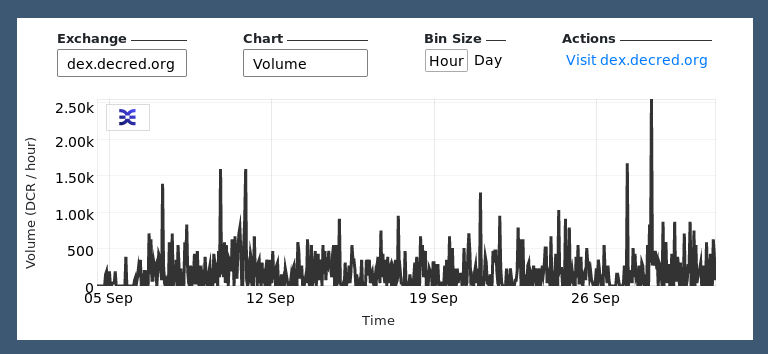 Exchange Chart Bin Size Actions
dex.decred.org Volume Hour Day Visit dex.decred.org
Volume (DCR / hour)
2.50k
2.00k
1.50k
1.00k
500
0
05 Sep 12 Sep 19 Sep 26 Sep
Time